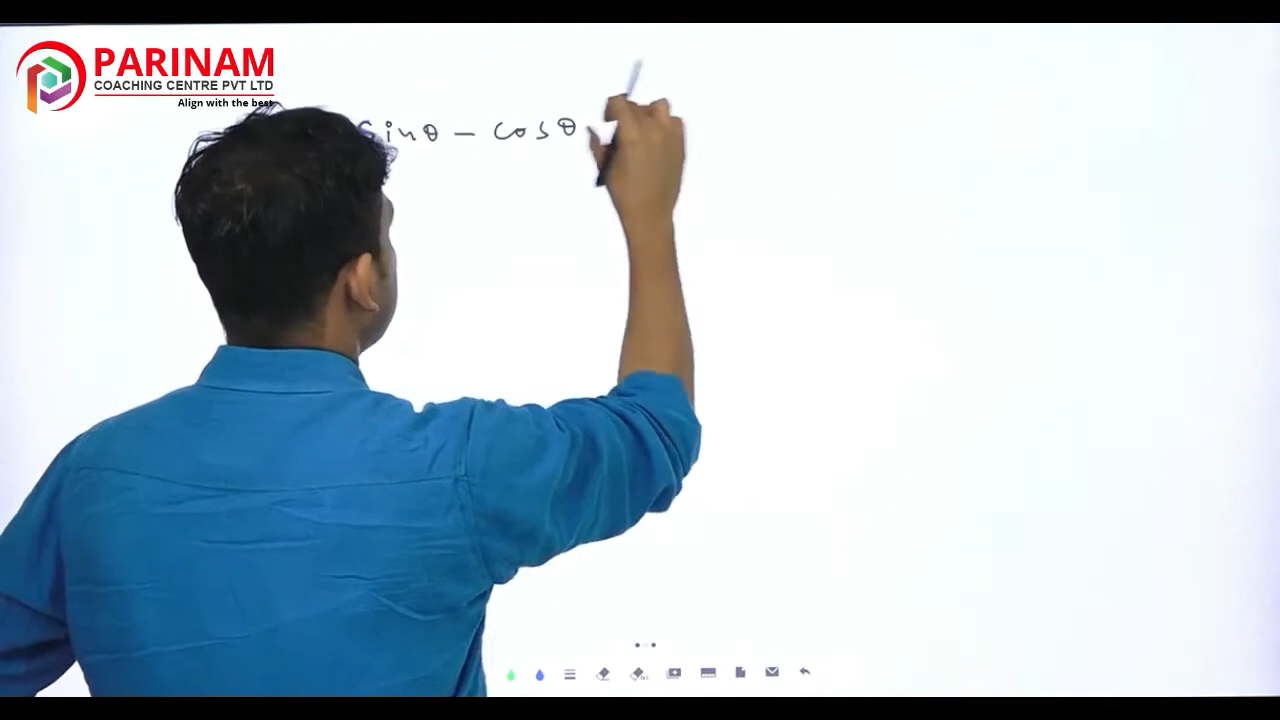 PARINAM
COACHING CENTRE PVT LTD
Align with the best
sinθ – cosθ